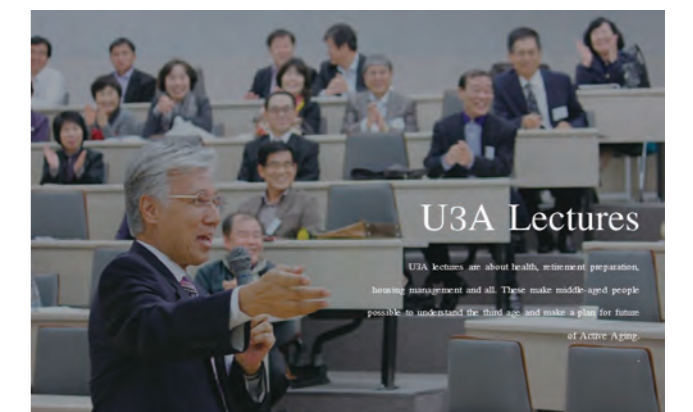 U3A Lectures
U3A lectures are about health, retirement preparation,
housing management and all. These make middle-aged people
possible to understand the third age and make a plan for future
of Active Aging.